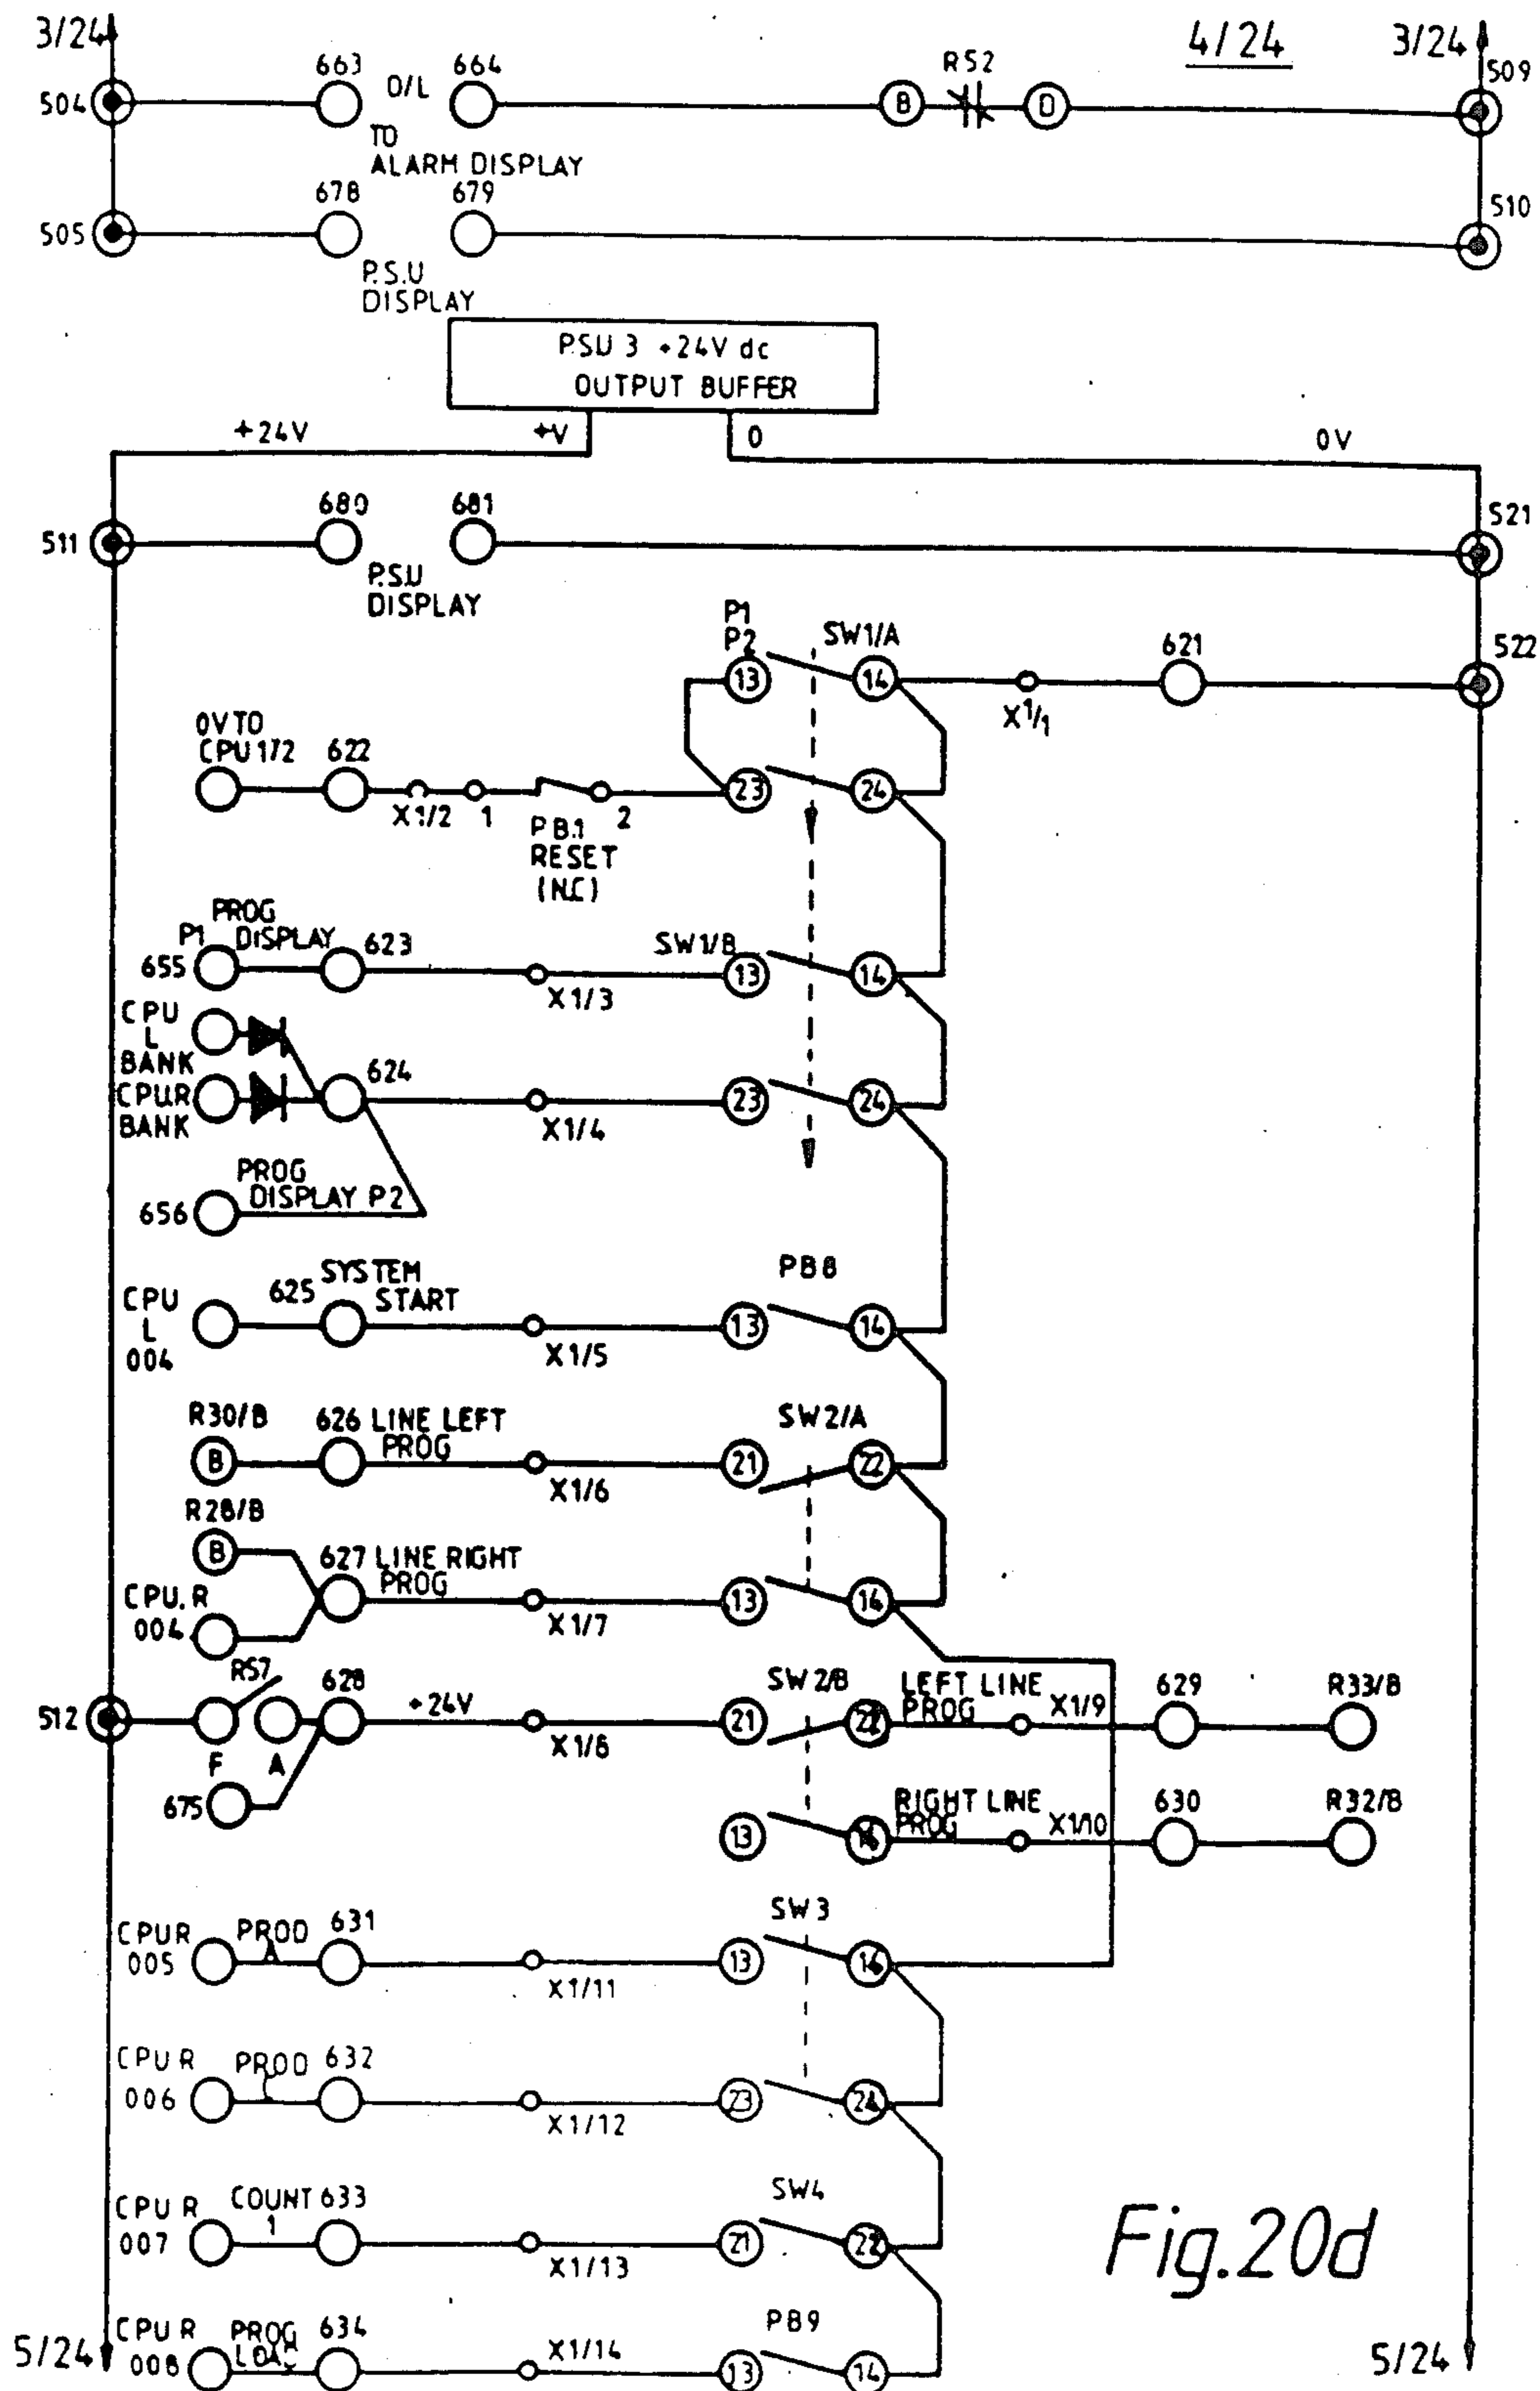 3/24 4/24 3/24
663 664 R52 509
504 O/L B D
TO
ALARM DISPLAY
678 679 510
505
P.S.U
DISPLAY
PSU 3 +24V dc
OUTPUT BUFFER
+24V +V 0 0V
680 681 521
511
P.S.U
DISPLAY
P1
P2 SW1/A 621 522
13 14
X1/1
0V TO
CPU 1/2 622
23 24
X1/2 1 2
PB.1
RESET
(N.C)
PROG
P1 DISPLAY 623 SW1/B
655 13 14
X1/3
CPU
L
BANK
624
CPU.R 23 24
BANK X1/4
PROG
DISPLAY P2
656
SYSTEM PB8
CPU 625 START
L 13 14
004 X1/5
R30/B 626 LINE LEFT SW2/A
PROG
B 21 22
X1/6
R28/B
B 627 LINE RIGHT
PROG
CPU.R 13 14
004 X1/7
R57 628 SW2/B LEFT LINE 629 R33/B
512 +24V 21 22 PROG X1/9
F A X1/8
675 RIGHT LINE 630 R32/B
13 14 PROG X1/10
SW3
CPUR PROD 631
005 13 14
X1/11
CPU R PROD 632
006 23 24
X1/12
CPU R COUNT 633 SW4
007 1 21 22
X1/13
Fig.20d
CPU R PROG 634 X1/14 PB9
5/24 008 13 14 5/24